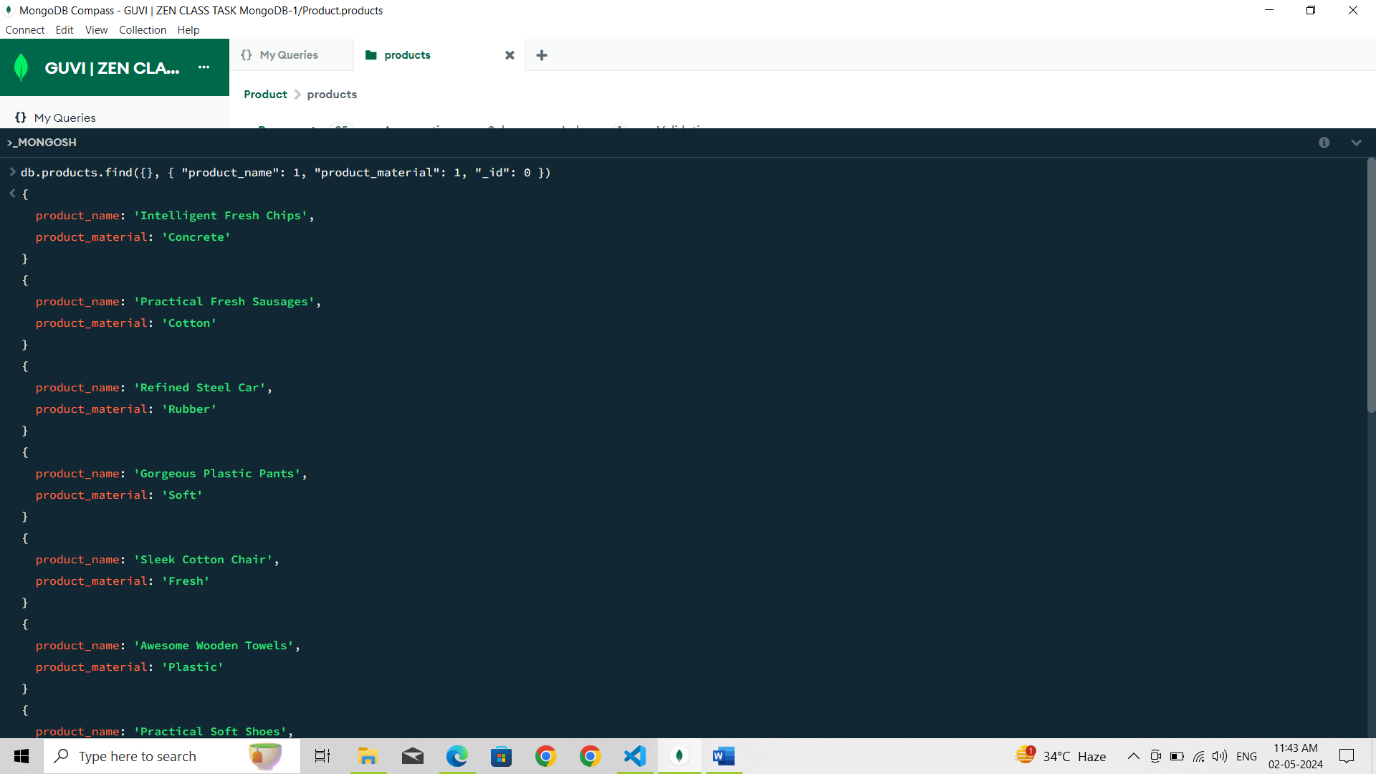 MongoDB Compass - GUVI | ZEN CLASS TASK MongoDB-1/Product.products
Connect Edit View Collection Help
GUVI | ZEN CLA... ...
{} My Queries
products
Product > products
{} My Queries
>_MONGOSH
> db.products.find({}, { "product_name": 1, "product_material": 1, "_id": 0 })
< {
product_name: 'Intelligent Fresh Chips',
product_material: 'Concrete'
}
{
product_name: 'Practical Fresh Sausages',
product_material: 'Cotton'
}
{
product_name: 'Refined Steel Car',
product_material: 'Rubber'
}
{
product_name: 'Gorgeous Plastic Pants',
product_material: 'Soft'
}
{
product_name: 'Sleek Cotton Chair',
product_material: 'Fresh'
}
{
product_name: 'Awesome Wooden Towels',
product_material: 'Plastic'
}
{
product_name: 'Practical Soft Shoes',
Type here to search
1
34°C Haze
ENG
11:43 AM
02-05-2024